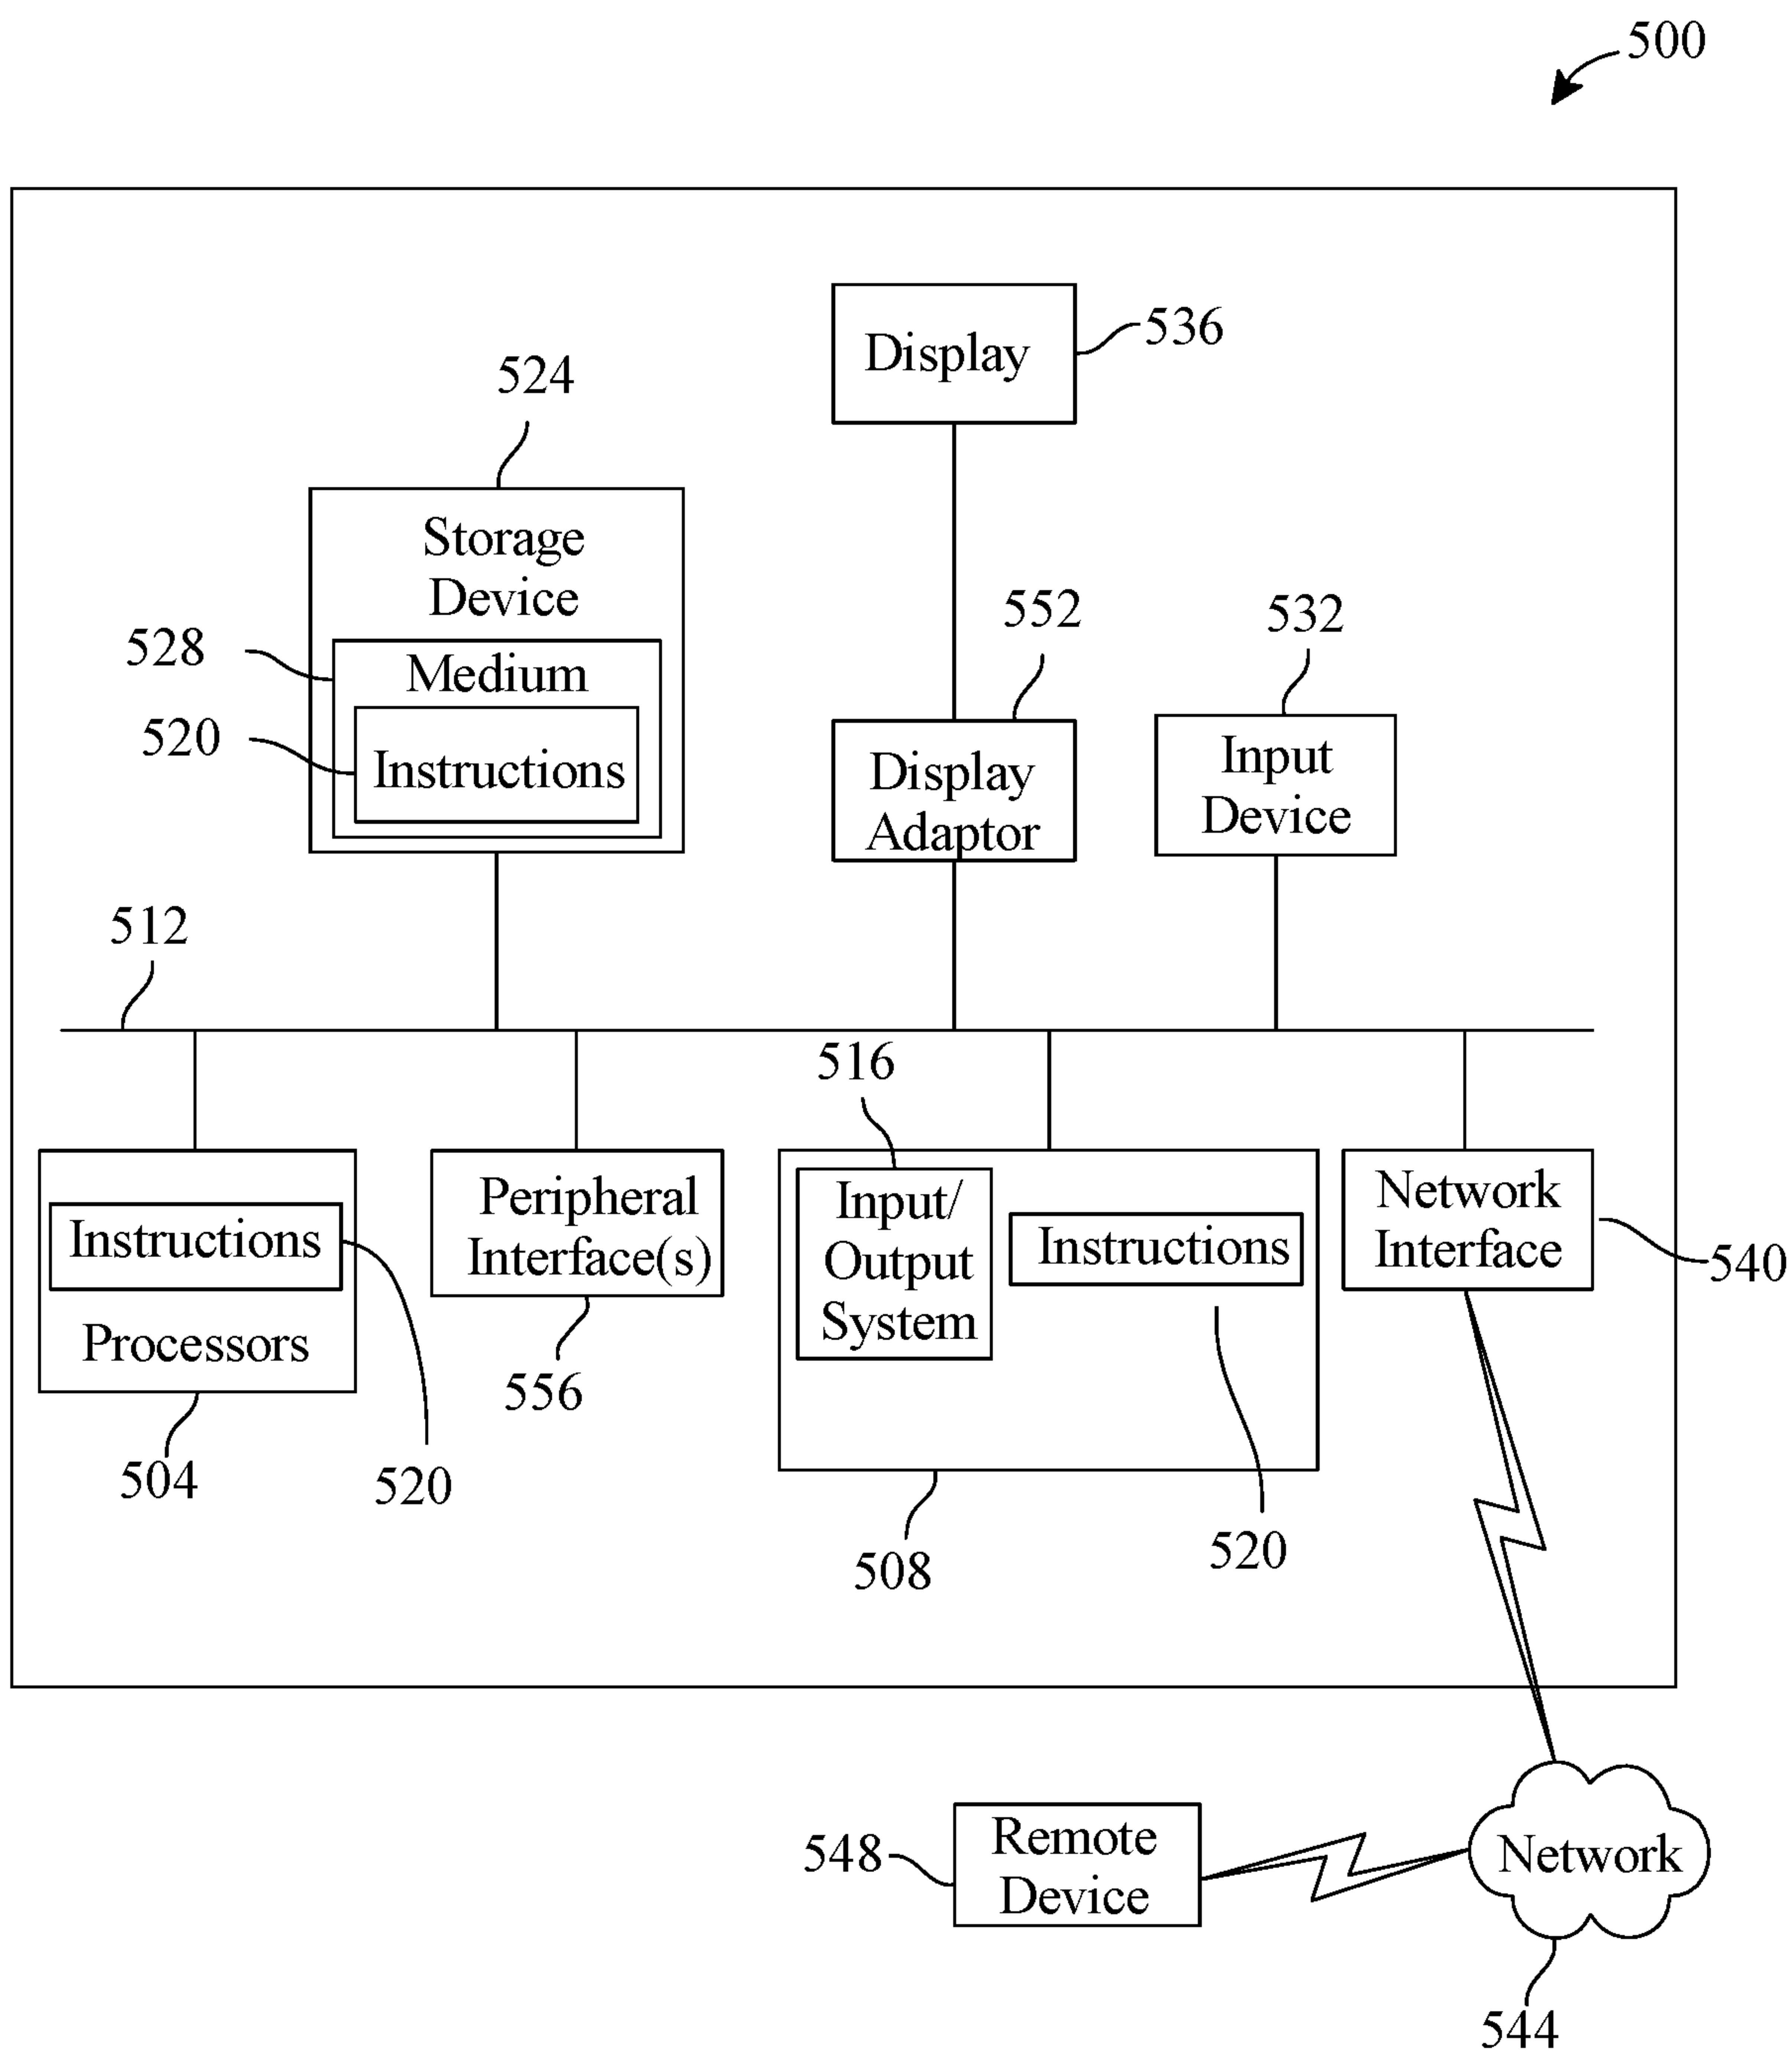 500
Display
536
524
Storage
Device
528
Medium
520
Instructions
552
532
Display
Adaptor
Input
Device
512
516
Instructions
Processors
504
520
Peripheral
Interface(s)
556
Input/
Output
System
Instructions
508
520
Network
Interface
540
548
Remote
Device
Network
544